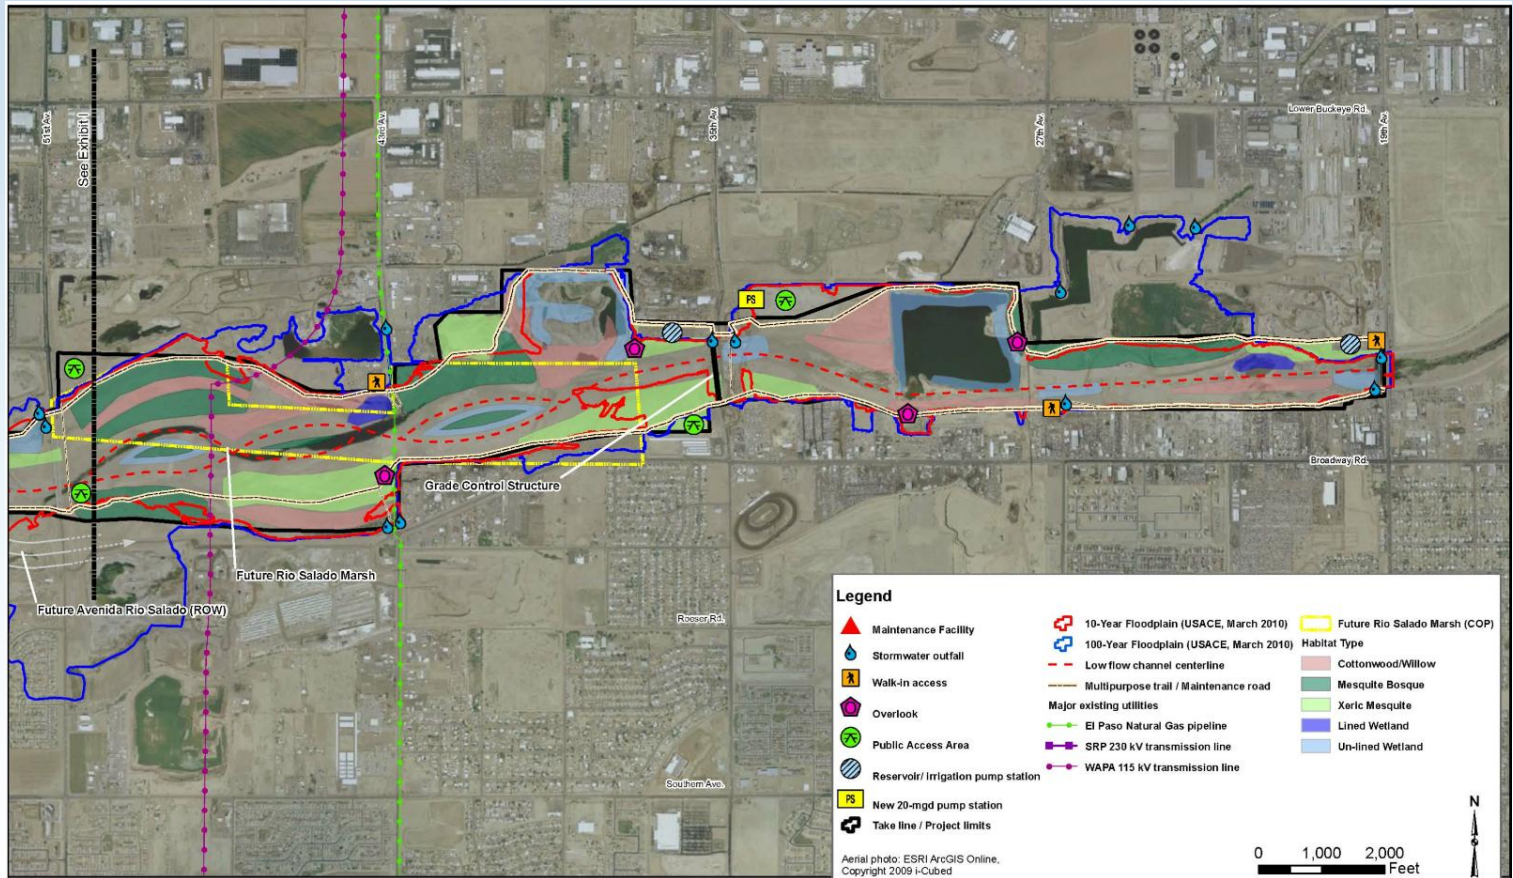 51st Av.
See Exhibit I
43rd Av.
35th Av.
27th Av.
Lower Buckeye Rd.
19th Av.
PS
Broadway Rd.
Grade Control Structure
Future Rio Salado Marsh
Future Avenida Rio Salado (ROW)
Roeser Rd.
Southern Ave.
Legend
Maintenance Facility
Stormwater outfall
Walk-in access
Overlook
Public Access Area
Reservoir/ Irrigation pump station
PS New 20-mgd pump station
Take line / Project limits
10-Year Floodplain (USACE, March 2010)
100-Year Floodplain (USACE, March 2010)
Low flow channel centerline
Multipurpose trail / Maintenance road
Major existing utilities
El Paso Natural Gas pipeline
SRP 230 kV transmission line
WAPA 115 kV transmission line
Future Rio Salado Marsh (COP)
Habitat Type
Cottonwood/Willow
Mesquite Bosque
Xeric Mesquite
Lined Wetland
Un-lined Wetland
Aerial photo: ESRI ArcGIS Online,
Copyright 2009 i-Cubed
N
0 1,000 2,000
Feet